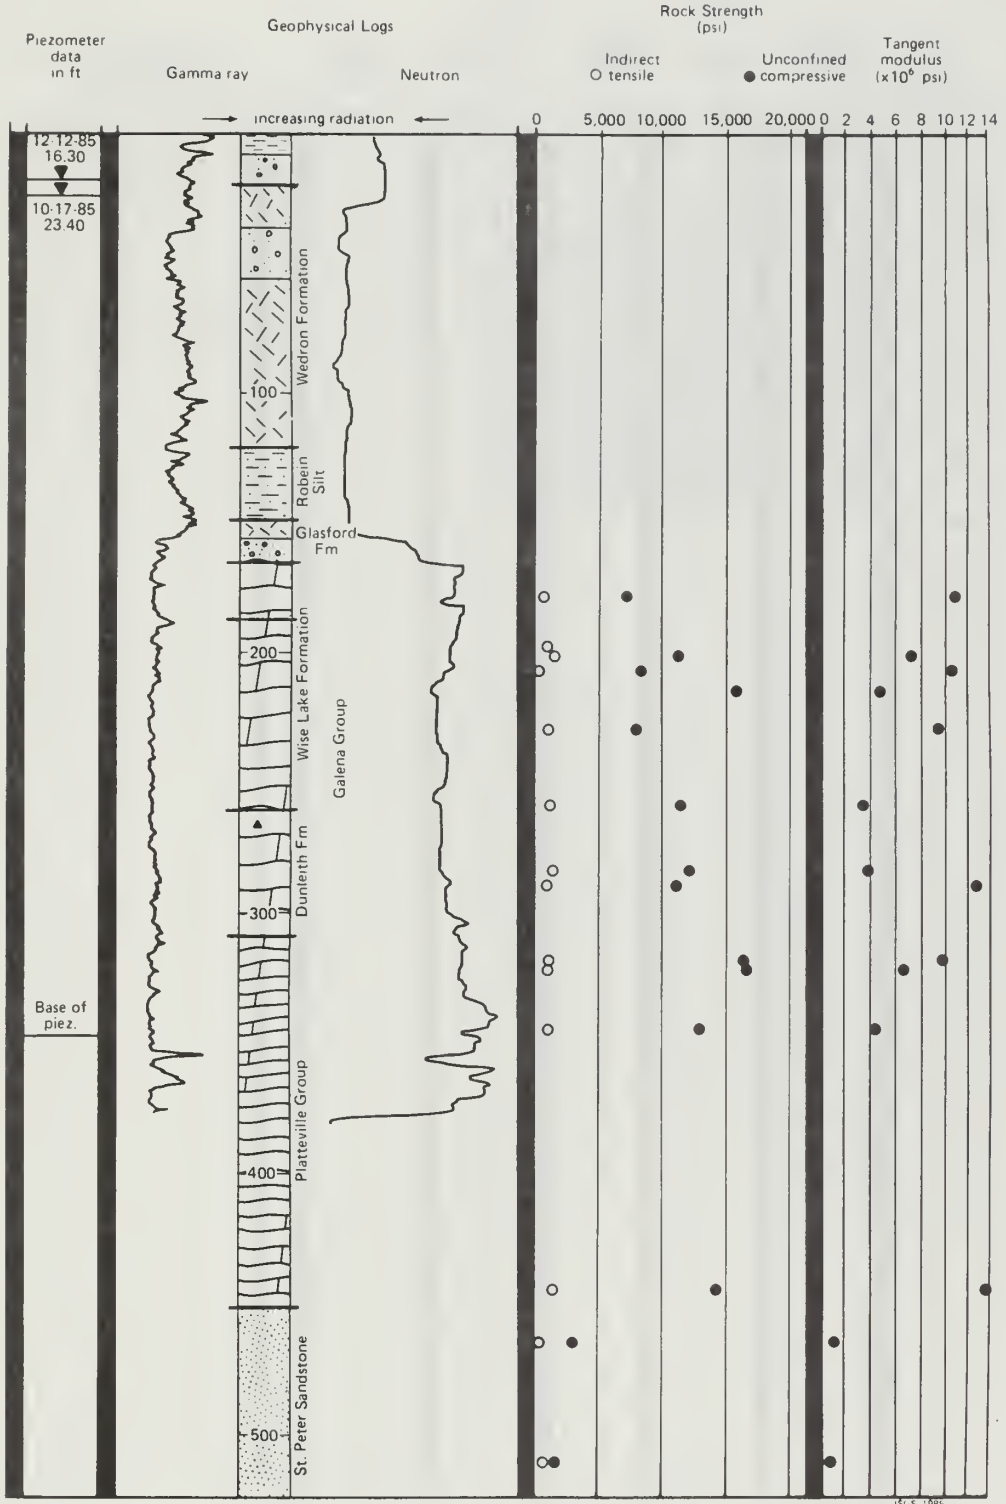 Piezometer
data
in ft
Geophysical Logs
Gamma ray
Neutron
increasing radiation
Rock Strength
(psi)
Indirect
○ tensile
Unconfined
● compressive
Tangent
modulus
(x10⁶ psi)
0 5,000 10,000 15,000 20,000 0 2 4 6 8 10 12 14
12·12·85
16.30
10·17·85
23.40
Wedron Formation
100
Robein
Silt
Glasford
Fm
Wise Lake Formation
200
Galena Group
Dunleith Fm
300
Base of
piez.
Platteville Group
400
St. Peter Sandstone
500